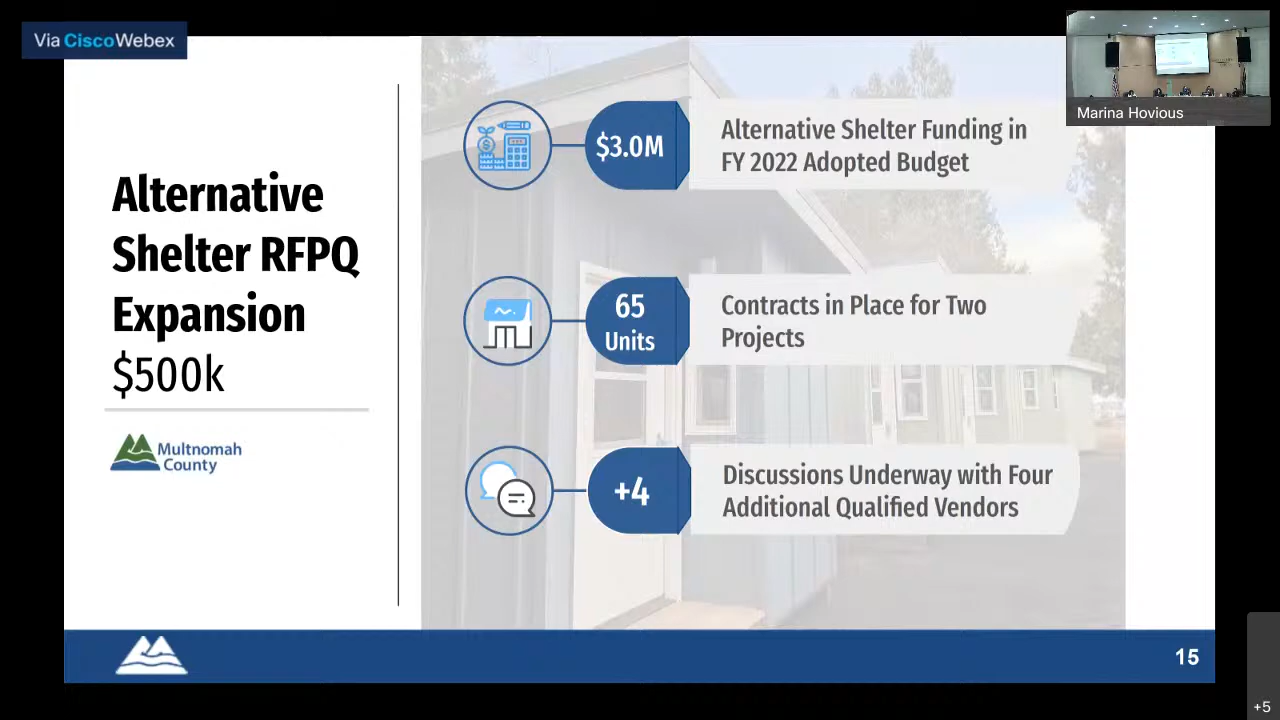 Via CiscoWebex
Marina Hovious
Alternative
Shelter RFPQ
Expansion
$500k
Multnomah
County
$3.0M
Alternative Shelter Funding in
FY 2022 Adopted Budget
65
Units
Contracts in Place for Two
Projects
+4
Discussions Underway with Four
Additional Qualified Vendors
15
+5